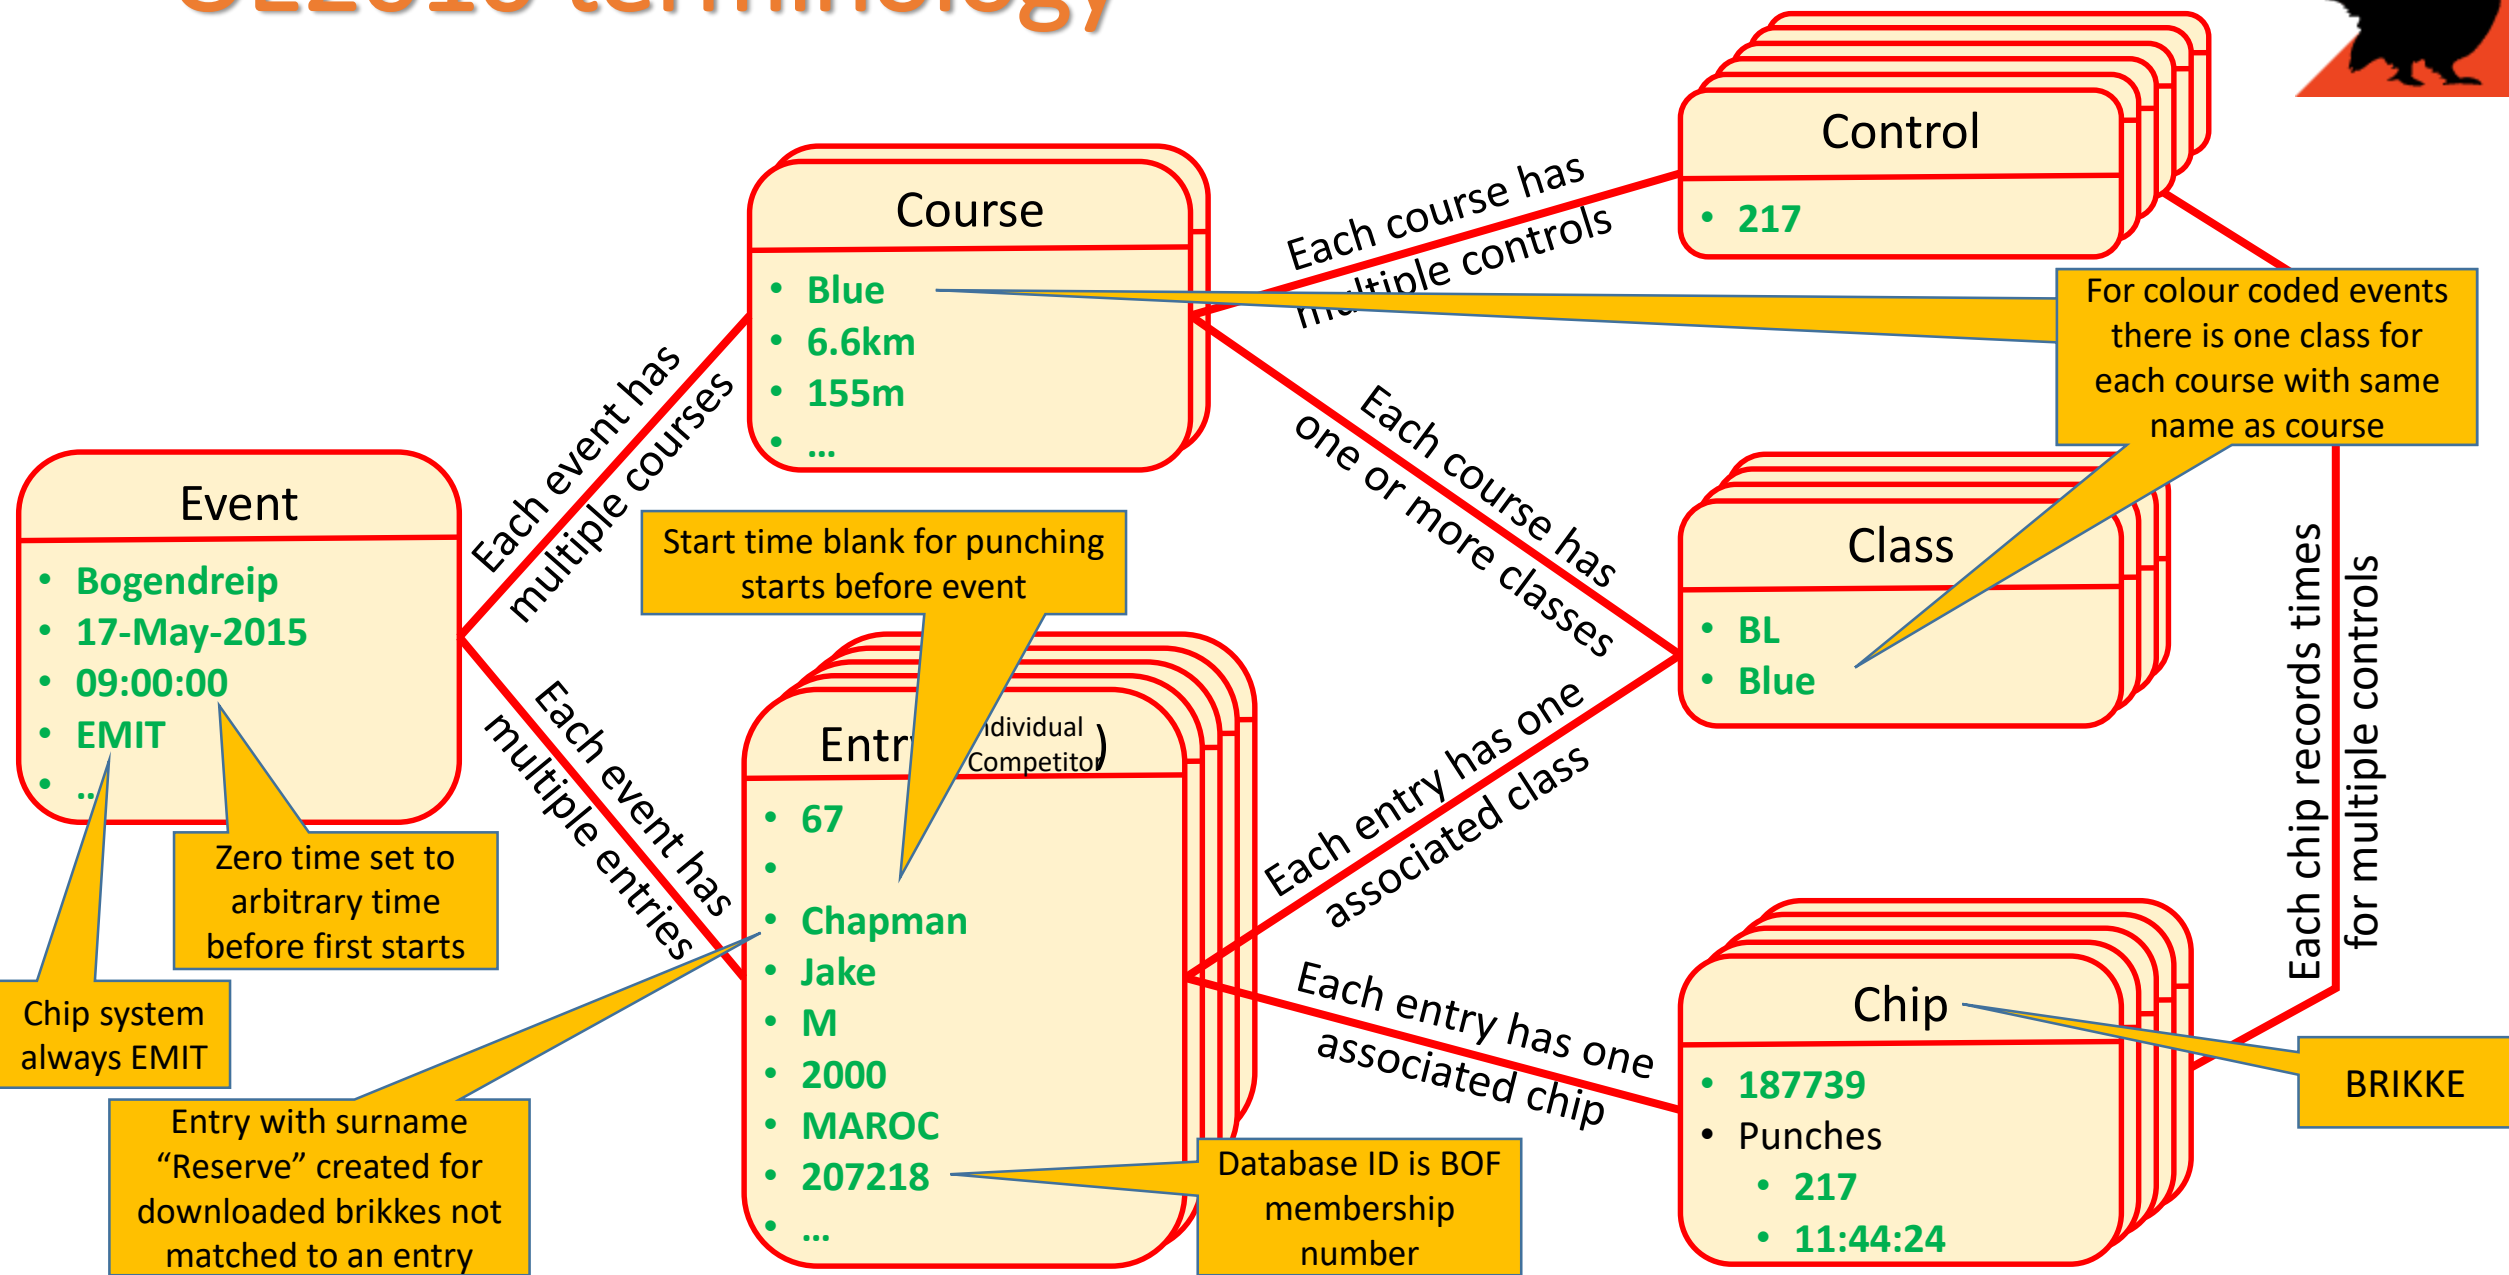 OE2010 terminology
Control
• 217
Course
• Blue
• 6.6km
• 155m
• ...
Each course has
multiple controls
For colour coded events
there is one class for
each course with same
name as course
Each event has
multiple courses
Each course has
one or more classes
Event
• Bogendreip
• 17-May-2015
• 09:00:00
• EMIT
• ...
Start time blank for punching
starts before event
Class
• BL
• Blue
Each chip records times
for multiple controls
Each event has
multiple entries
Competitor)
• 67
•
• Chapman
• Jake
• M
• 2000
• MAROC
• 207218
• ...
Each entry has one
associated class
Zero time set to
arbitrary time
before first starts
Chip system
always EMIT
Each entry has one
associated chip
Chip
• 187739
• Punches
• 217
• 11:44:24
BRIKKE
Entry with surname
“Reserve” created for
downloaded brikkes not
matched to an entry
Database ID is BOF
membership
number